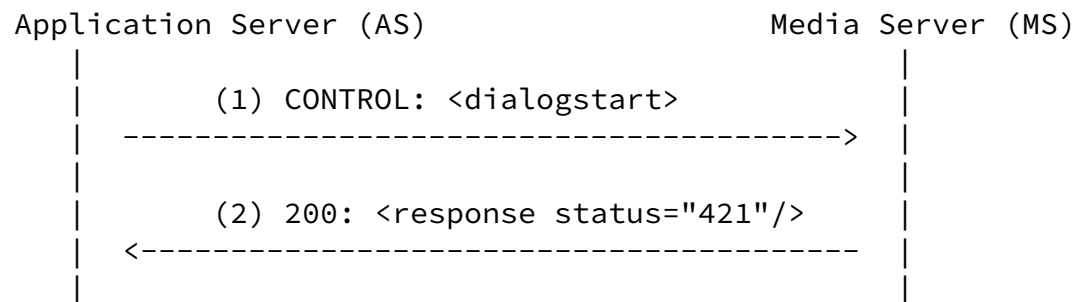 Application Server (AS) Media Server (MS)
(1) CONTROL: <dialogstart>
(2) 200: <response status="421"/>